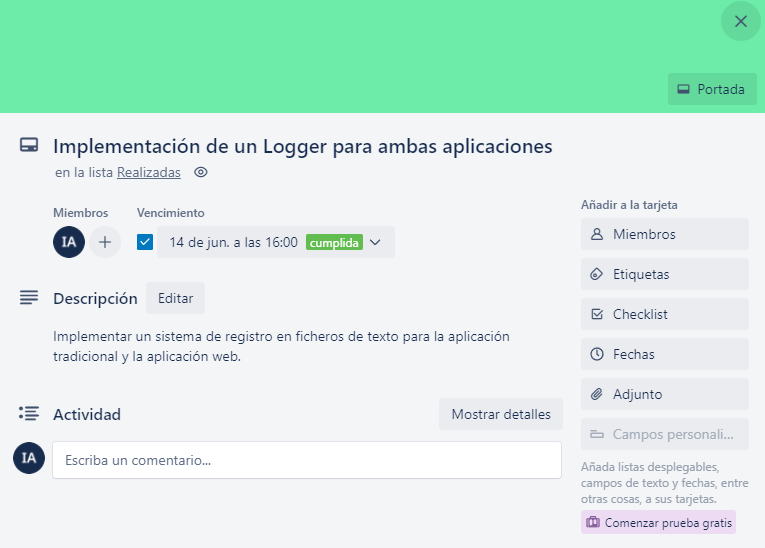 Portada
Implementación de un Logger para ambas aplicaciones
en la lista Realizadas
Miembros
Vencimiento
IA
14 de jun. a las 16:00 cumplida
Descripción Editar
Implementar un sistema de registro en ficheros de texto para la aplicación
tradicional y la aplicación web.
Actividad Mostrar detalles
IA
Escriba un comentario...
Añadir a la tarjeta
Miembros
Etiquetas
Checklist
Fechas
Adjunto
Campos personali...
Añada listas desplegables,
campos de texto y fechas, entre
otras cosas, a sus tarjetas.
Comenzar prueba gratis